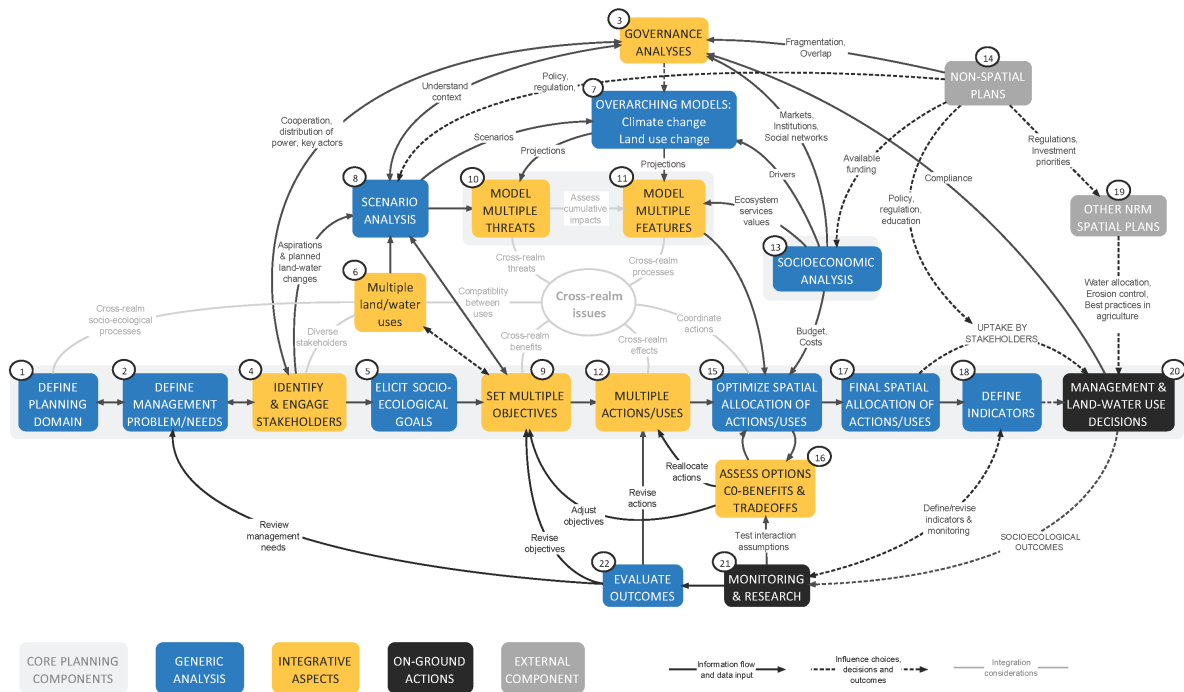 3
GOVERNANCE
ANALYSES
Fragmentation,
Overlap
14
NON-SPATIAL
PLANS
Understand
context
Policy,
regulation,
7
OVERARCHING MODELS:
Climate change
Land use change
Markets,
Institutions,
Social networks
Cooperation,
distribution of
power, key actors
Scenarios
Projections
Projections
Drivers
Available
funding
Compliance
Regulations,
Investment
priorities
8
SCENARIO
ANALYSIS
10
MODEL
MULTIPLE
THREATS
Assess
cumulative
impacts
11
MODEL
MULTIPLE
FEATURES
Ecosystem
services
values
Policy,
regulation,
education
19
OTHER NRM
SPATIAL PLANS
13
SOCIOECONOMIC
ANALYSIS
Aspirations &
planned
land-water
changes
6
Multiple
land/water
uses
Cross-realm
threats
Cross-realm
processes
Cross-realm
issues
Compatiblity
between
uses
Cross-realm
socio-ecological
processes
Diverse
stakeholders
Cross-realm
benefits
Cross-realm
effects
Coordinate
actions
Budget,
Costs
Water allocation,
Erosion control,
Best practices in
agriculture
UPTAKE BY
STAKEHOLDERS
1
DEFINE
PLANNING
DOMAIN
2
DEFINE
MANAGEMENT
PROBLEM/NEEDS
4
IDENTIFY
& ENGAGE
STAKEHOLDERS
5
ELICIT SOCIO-
ECOLOGICAL
GOALS
9
SET MULTIPLE
OBJECTIVES
12
MULTIPLE
ACTIONS/USES
15
OPTIMIZE SPATIAL
ALLOCATION OF
ACTIONS/USES
17
FINAL SPATIAL
ALLOCATION OF
ACTIONS/USES
18
DEFINE
INDICATORS
20
MANAGEMENT &
LAND-WATER USE
DECISIONS
16
ASSESS OPTIONS
C0-BENEFITS &
TRADEOFFS
Reallocate
actions
Revise
actions
Adjust
objectives
Revise
objectives
Review
management
needs
Test interaction
assumptions
Define/revise
indicators &
monitoring
SOCIOECOLOGICAL
OUTCOMES
22
EVALUATE
OUTCOMES
21
MONITORING
& RESEARCH
CORE PLANNING
COMPONENTS
GENERIC
ANALYSIS
INTEGRATIVE
ASPECTS
ON-GROUND
ACTIONS
EXTERNAL
COMPONENT
Information flow
and data input
Influence choices,
decisions and
outcomes
Integration
considerations